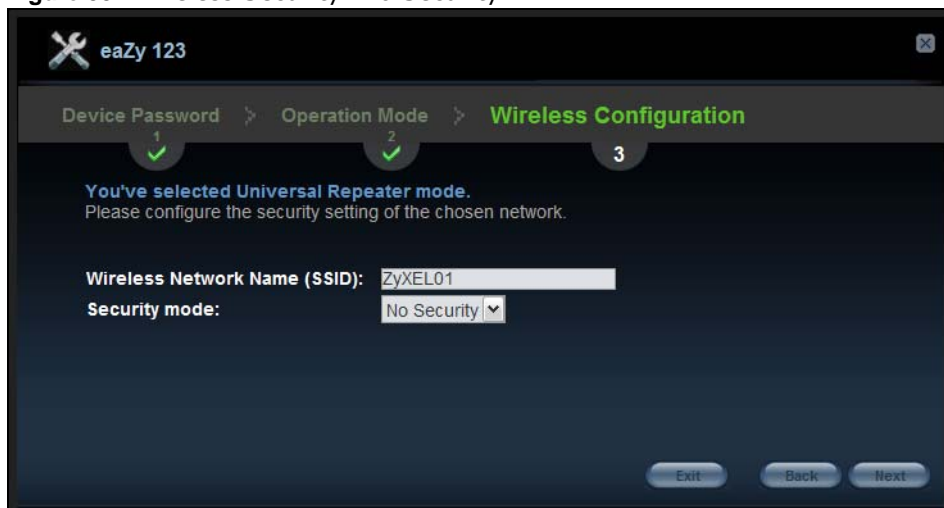 eaZy 123
Device Password > Operation Mode > Wireless Configuration
1 2 3
You've selected Universal Repeater mode.
Please configure the security setting of the chosen network.
Wireless Network Name (SSID): ZyXEL01
Security mode: No Security
Exit Back Next